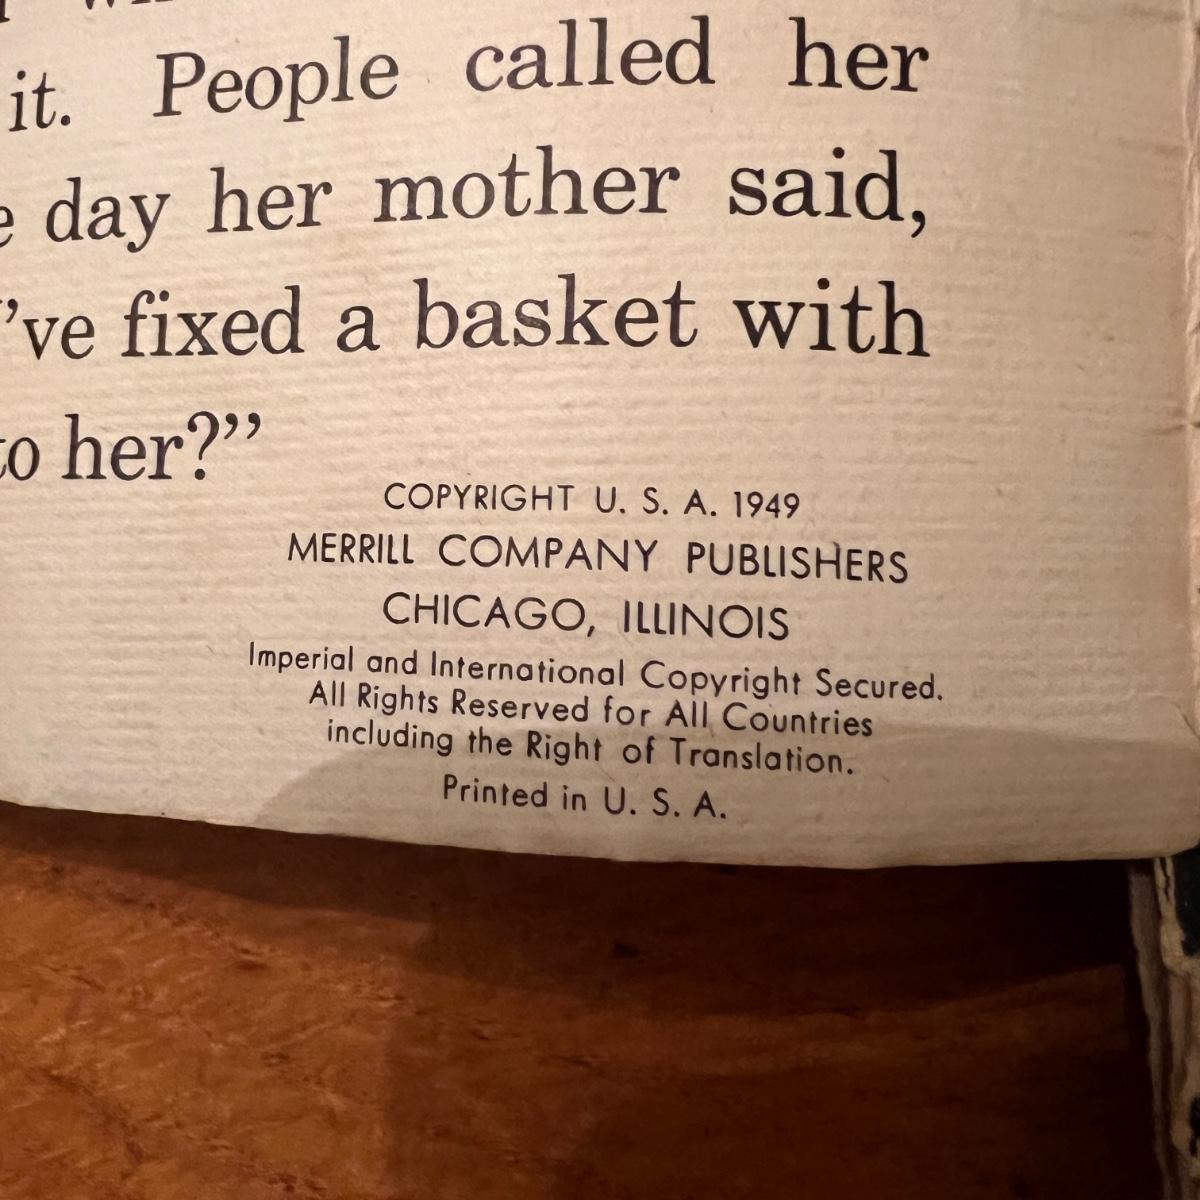 it. People called her
day her mother said,
've fixed a basket with
to her?”
COPYRIGHT U. S. A. 1949
MERRILL COMPANY PUBLISHERS
CHICAGO, ILLINOIS
Imperial and International Copyright Secured.
All Rights Reserved for All Countries
including the Right of Translation.
Printed in U. S. A.